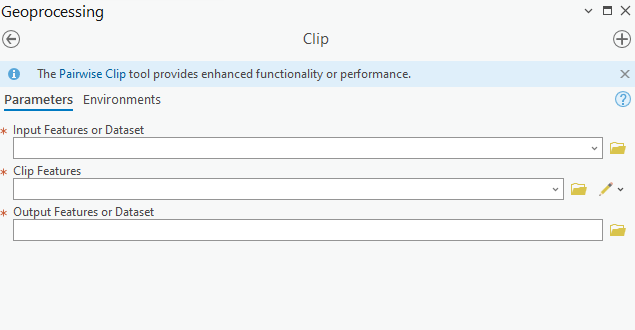 Geoprocessing
Clip
The Pairwise Clip tool provides enhanced functionality or performance.
Parameters Environments
* Input Features or Dataset
* Clip Features
* Output Features or Dataset